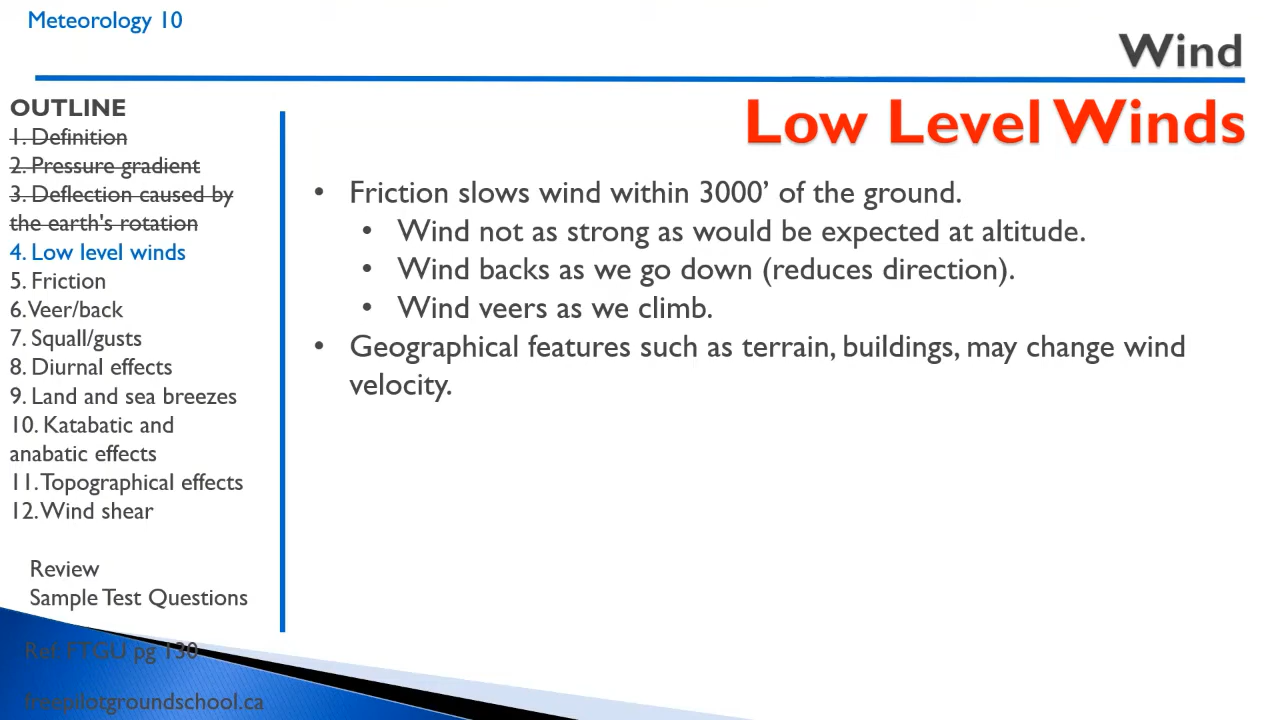 Meteorology 10
Wind
OUTLINE
1. Definition
2. Pressure gradient
3. Deflection caused by
the earth's rotation
4. Low level winds
5. Friction
6. Veer/back
7. Squall/gusts
8. Diurnal effects
9. Land and sea breezes
10. Katabatic and
anabatic effects
11. Topographical effects
12. Wind shear
Review
Sample Test Questions
Ref-FTGU pg 130
freepilotgroundschool.ca
Low Level Winds
• Friction slows wind within 3000’ of the ground.
• Wind not as strong as would be expected at altitude.
• Wind backs as we go down (reduces direction).
• Wind veers as we climb.
• Geographical features such as terrain, buildings, may change wind
velocity.